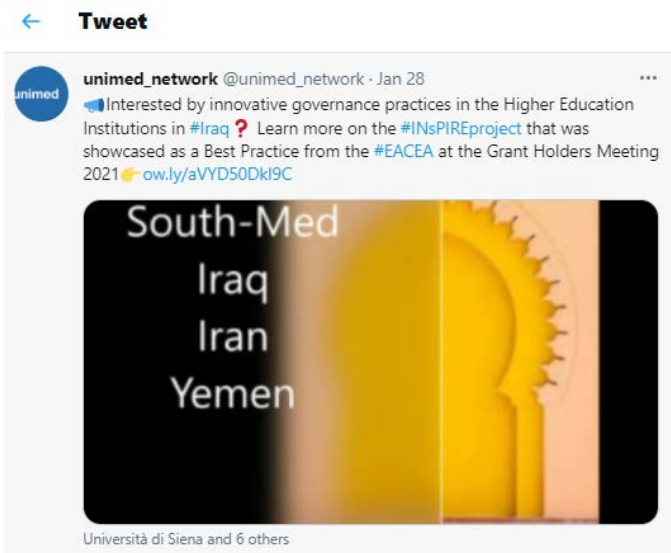 Tweet
unimed
unimed_network @unimed_network · Jan 28
📣Interested by innovative governance practices in the Higher Education
Institutions in #Iraq ❓ Learn more on the #INsPIREproject that was
showcased as a Best Practice from the #EACEA at the Grant Holders Meeting
2021👉ow.ly/aVYD50DkI9C
South-Med
Iraq
Iran
Yemen
Università di Siena and 6 others